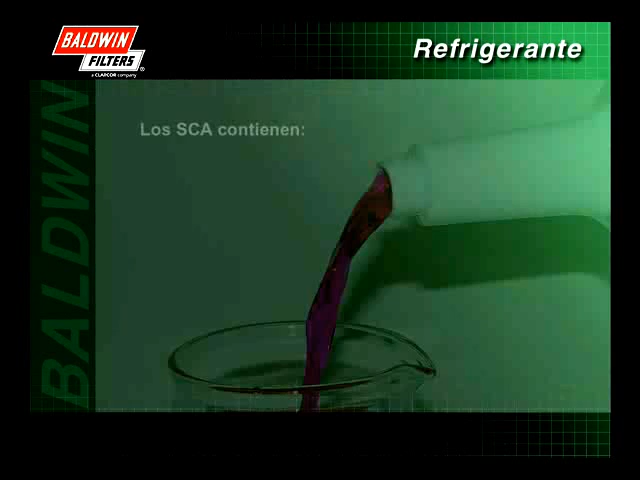 BALDWIN
FILTERS
a CLARCOR company
Refrigerante
Los SCA contienen:
BALDWIN